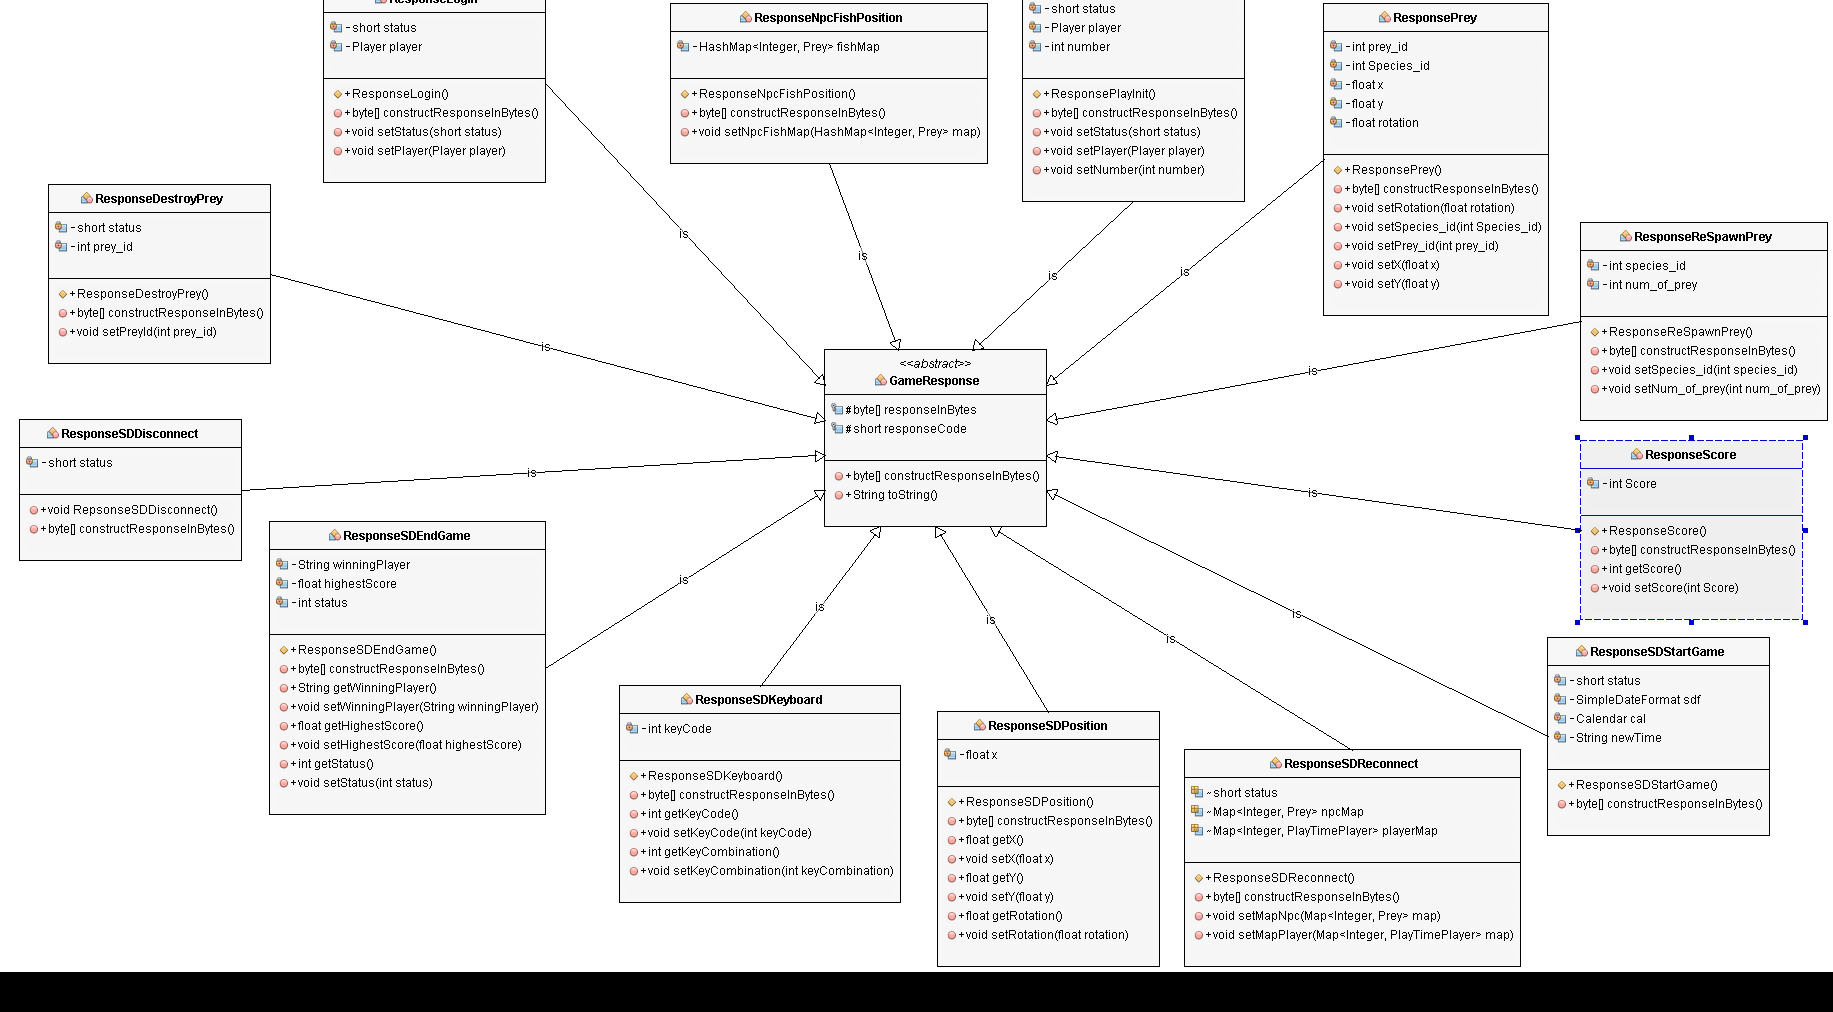 ResponseLogin
-short status
-Player player
+ResponseLogin()
+byte[] constructResponseInBytes()
+void setStatus(short status)
+void setPlayer(Player player)
ResponseNpcFishPosition
-HashMap<Integer, Prey> fishMap
+ResponseNpcFishPosition()
+byte[] constructResponseInBytes()
+void setNpcFishMap(HashMap<Integer, Prey> map)
-short status
-Player player
-int number
+ResponsePlayInit()
+byte[] constructResponseInBytes()
+void setStatus(short status)
+void setPlayer(Player player)
+void setNumber(int number)
ResponsePrey
-int prey_id
-int Species_id
-float x
-float y
-float rotation
+ResponsePrey()
+byte[] constructResponseInBytes()
+void setRotation(float rotation)
+void setSpecies_id(int Species_id)
+void setPrey_id(int prey_id)
+void setX(float x)
+void setY(float y)
ResponseDestroyPrey
-short status
-int prey_id
+ResponseDestroyPrey()
+byte[] constructResponseInBytes()
+void setPreyId(int prey_id)
ResponseReSpawnPrey
-int species_id
-int num_of_prey
+ResponseReSpawnPrey()
+byte[] constructResponseInBytes()
+void setSpecies_id(int species_id)
+void setNum_of_prey(int num_of_prey)
is
is
is
is
is
is
<<abstract>>
GameResponse
#byte[] responseInBytes
#short responseCode
+byte[] constructResponseInBytes()
+String toString()
ResponseSDDisconnect
-short status
+void RepsonseSDDisconnect()
+byte[] constructResponseInBytes()
is
is
ResponseScore
-int Score
+ResponseScore()
+byte[] constructResponseInBytes()
+int getScore()
+void setScore(int Score)
ResponseSDEndGame
-String winningPlayer
-float highestScore
-int status
+ResponseSDEndGame()
+byte[] constructResponseInBytes()
+String getWinningPlayer()
+void setWinningPlayer(String winningPlayer)
+float getHighestScore()
+void setHighestScore(float highestScore)
+int getStatus()
+void setStatus(int status)
is
is
is
is
is
ResponseSDKeyboard
-int keyCode
+ResponseSDKeyboard()
+byte[] constructResponseInBytes()
+int getKeyCode()
+void setKeyCode(int keyCode)
+int getKeyCombination()
+void setKeyCombination(int keyCombination)
ResponseSDPosition
-float x
+ResponseSDPosition()
+byte[] constructResponseInBytes()
+float getX()
+void setX(float x)
+float getY()
+void setY(float y)
+float getRotation()
+void setRotation(float rotation)
ResponseSDReconnect
~short status
~Map<Integer, Prey> npcMap
~Map<Integer, PlayTimePlayer> playerMap
+ResponseSDReconnect()
+byte[] constructResponseInBytes()
+void setMapNpc(Map<Integer, Prey> map)
+void setMapPlayer(Map<Integer, PlayTimePlayer> map)
ResponseSDStartGame
-short status
-SimpleDateFormat sdf
-Calendar cal
-String newTime
+ResponseSDStartGame()
+byte[] constructResponseInBytes()